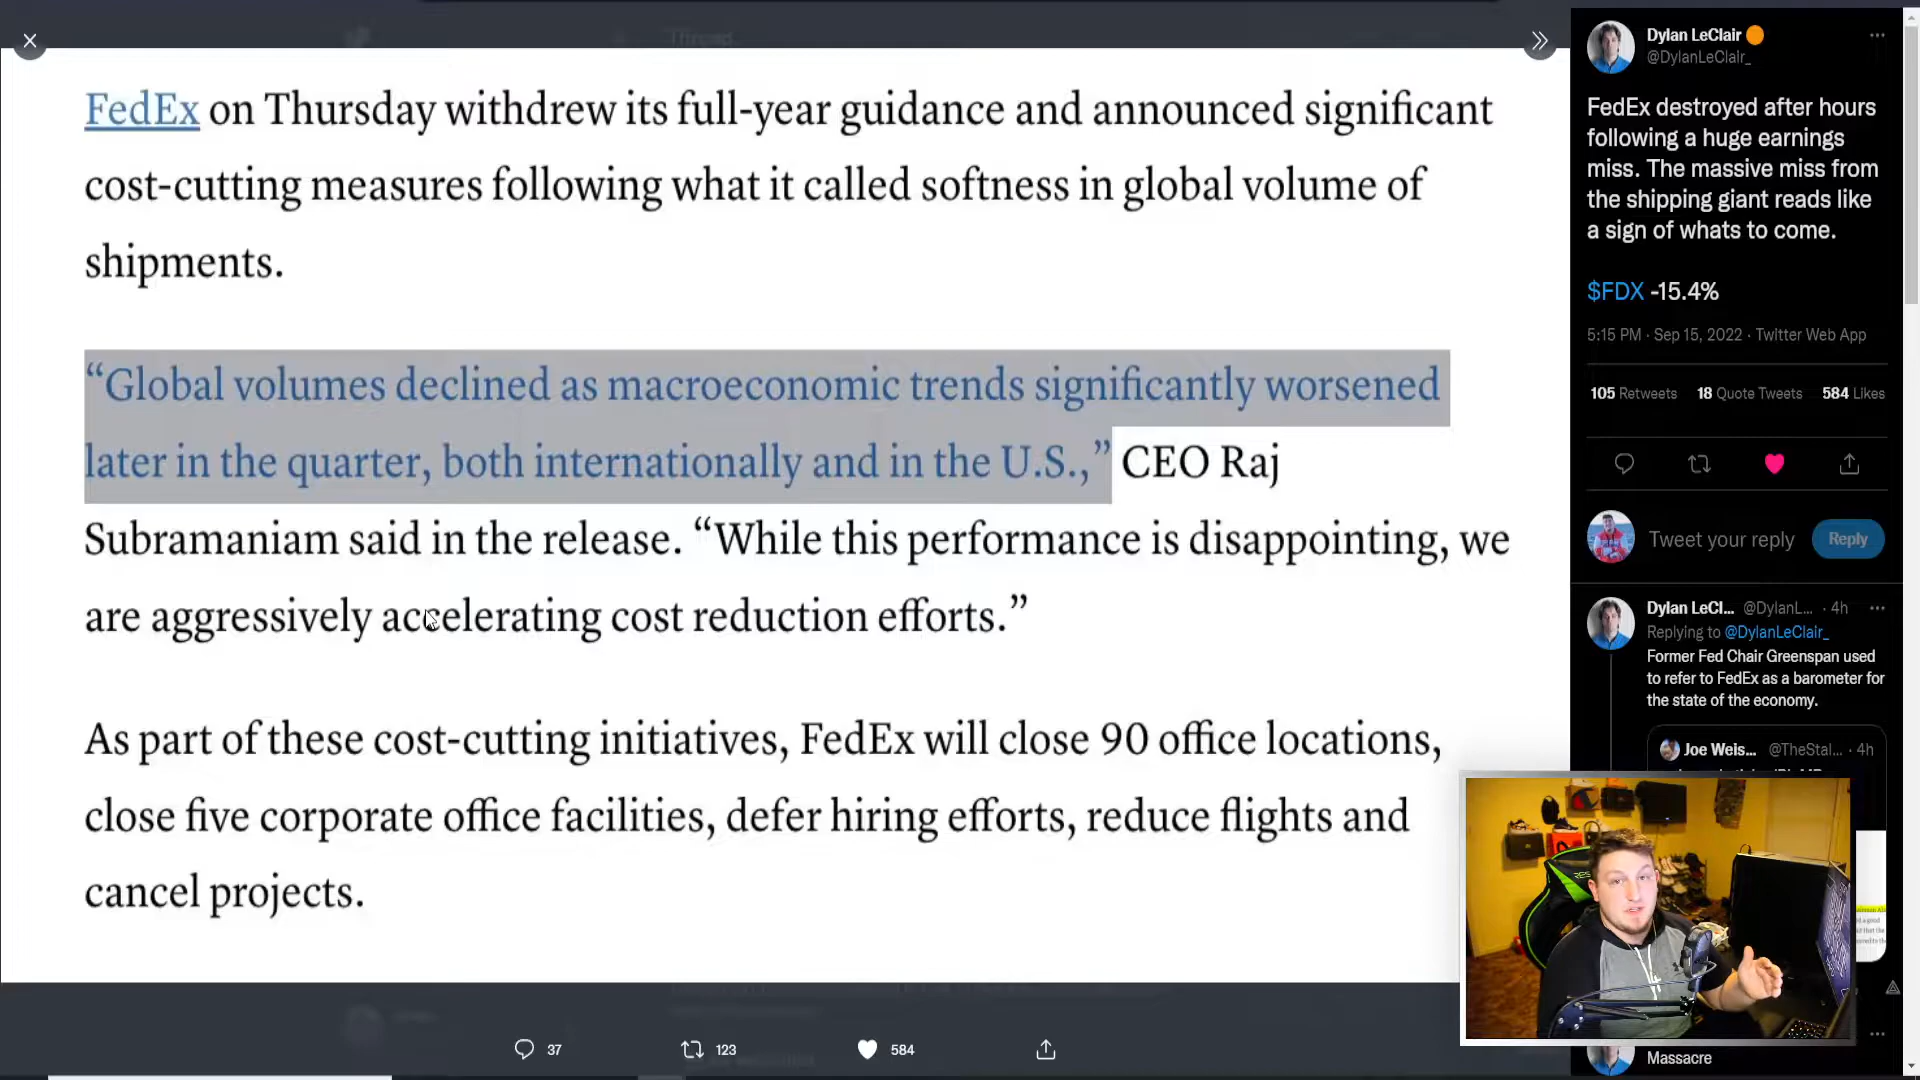 FedEx on Thursday withdrew its full-year guidance and announced significant
cost-cutting measures following what it called softness in global volume of
shipments.
“Global volumes declined as macroeconomic trends significantly worsened
later in the quarter, both internationally and in the U.S.,” CEO Raj
Subramaniam said in the release. “While this performance is disappointing, we
are aggressively accelerating cost reduction efforts.”
As part of these cost-cutting initiatives, FedEx will close 90 office locations,
close five corporate office facilities, defer hiring efforts, reduce flights and
cancel projects.
37 123 584
Dylan LeClair
@DylanLeClair_
FedEx destroyed after hours
following a huge earnings
miss. The massive miss from
the shipping giant reads like
a sign of whats to come.
$FDX -15.4%
5:15 PM · Sep 15, 2022 · Twitter Web App
105 Retweets 18 Quote Tweets 584 Likes
Tweet your reply Reply
Dylan LeCl... @DylanL... · 4h
Replying to @DylanLeClair_
Former Fed Chair Greenspan used
to refer to FedEx as a barometer for
the state of the economy.
Joe Weis... @TheStal... · 4h
Massacre